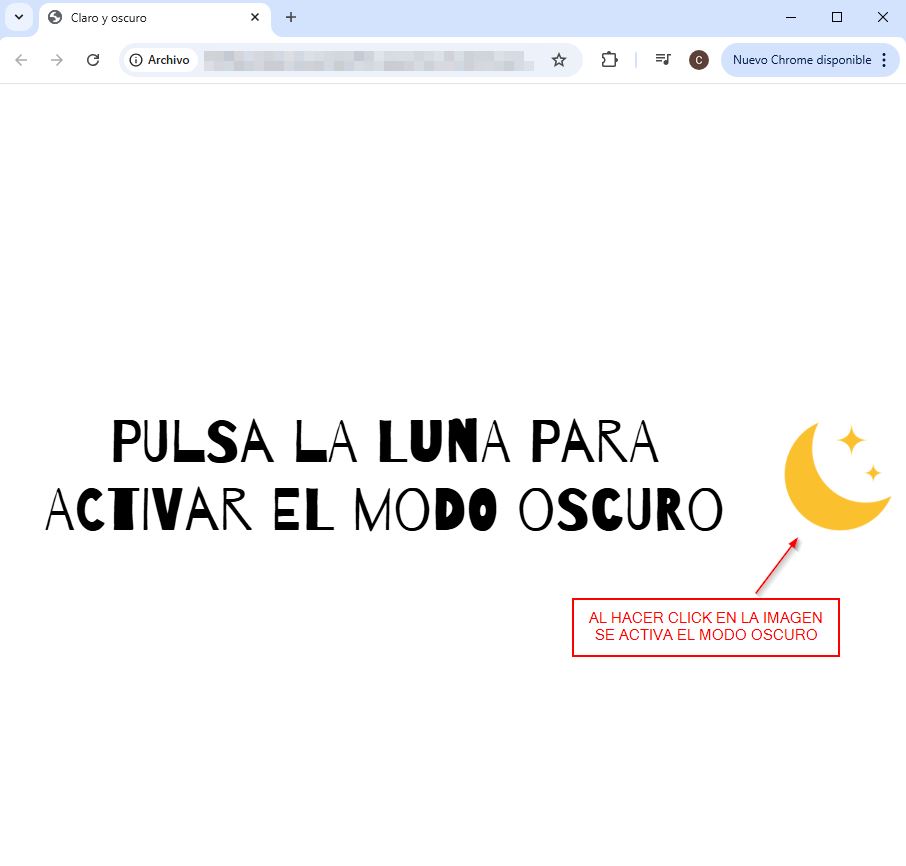 Claro y oscuro
Archivo
C
Nuevo Chrome disponible
PULSA LA LUNA PARA
ACTIVAR EL MODO OSCURO
AL HACER CLICK EN LA IMAGEN
SE ACTIVA EL MODO OSCURO